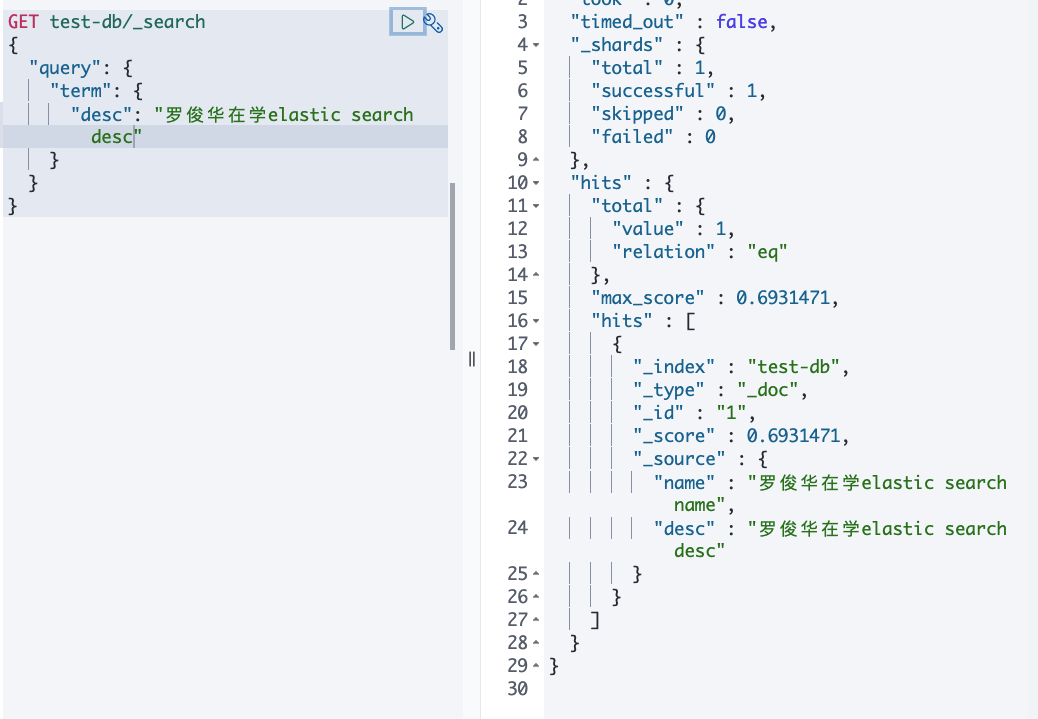 GET test-db/_search
{
"query": {
"term": {
"desc": "罗俊华在学elastic search
desc"
}
}
}
2 "took" : 0,
3 "timed_out" : false,
4 "_shards" : {
5 "total" : 1,
6 "successful" : 1,
7 "skipped" : 0,
8 "failed" : 0
9 },
10 "hits" : {
11 "total" : {
12 "value" : 1,
13 "relation" : "eq"
14 },
15 "max_score" : 0.6931471,
16 "hits" : [
17 {
18 "_index" : "test-db",
19 "_type" : "_doc",
20 "_id" : "1",
21 "_score" : 0.6931471,
22 "_source" : {
23 "name" : "罗俊华在学elastic search
name",
24 "desc" : "罗俊华在学elastic search
desc"
25 }
26 }
27 ]
28 }
29 }
30